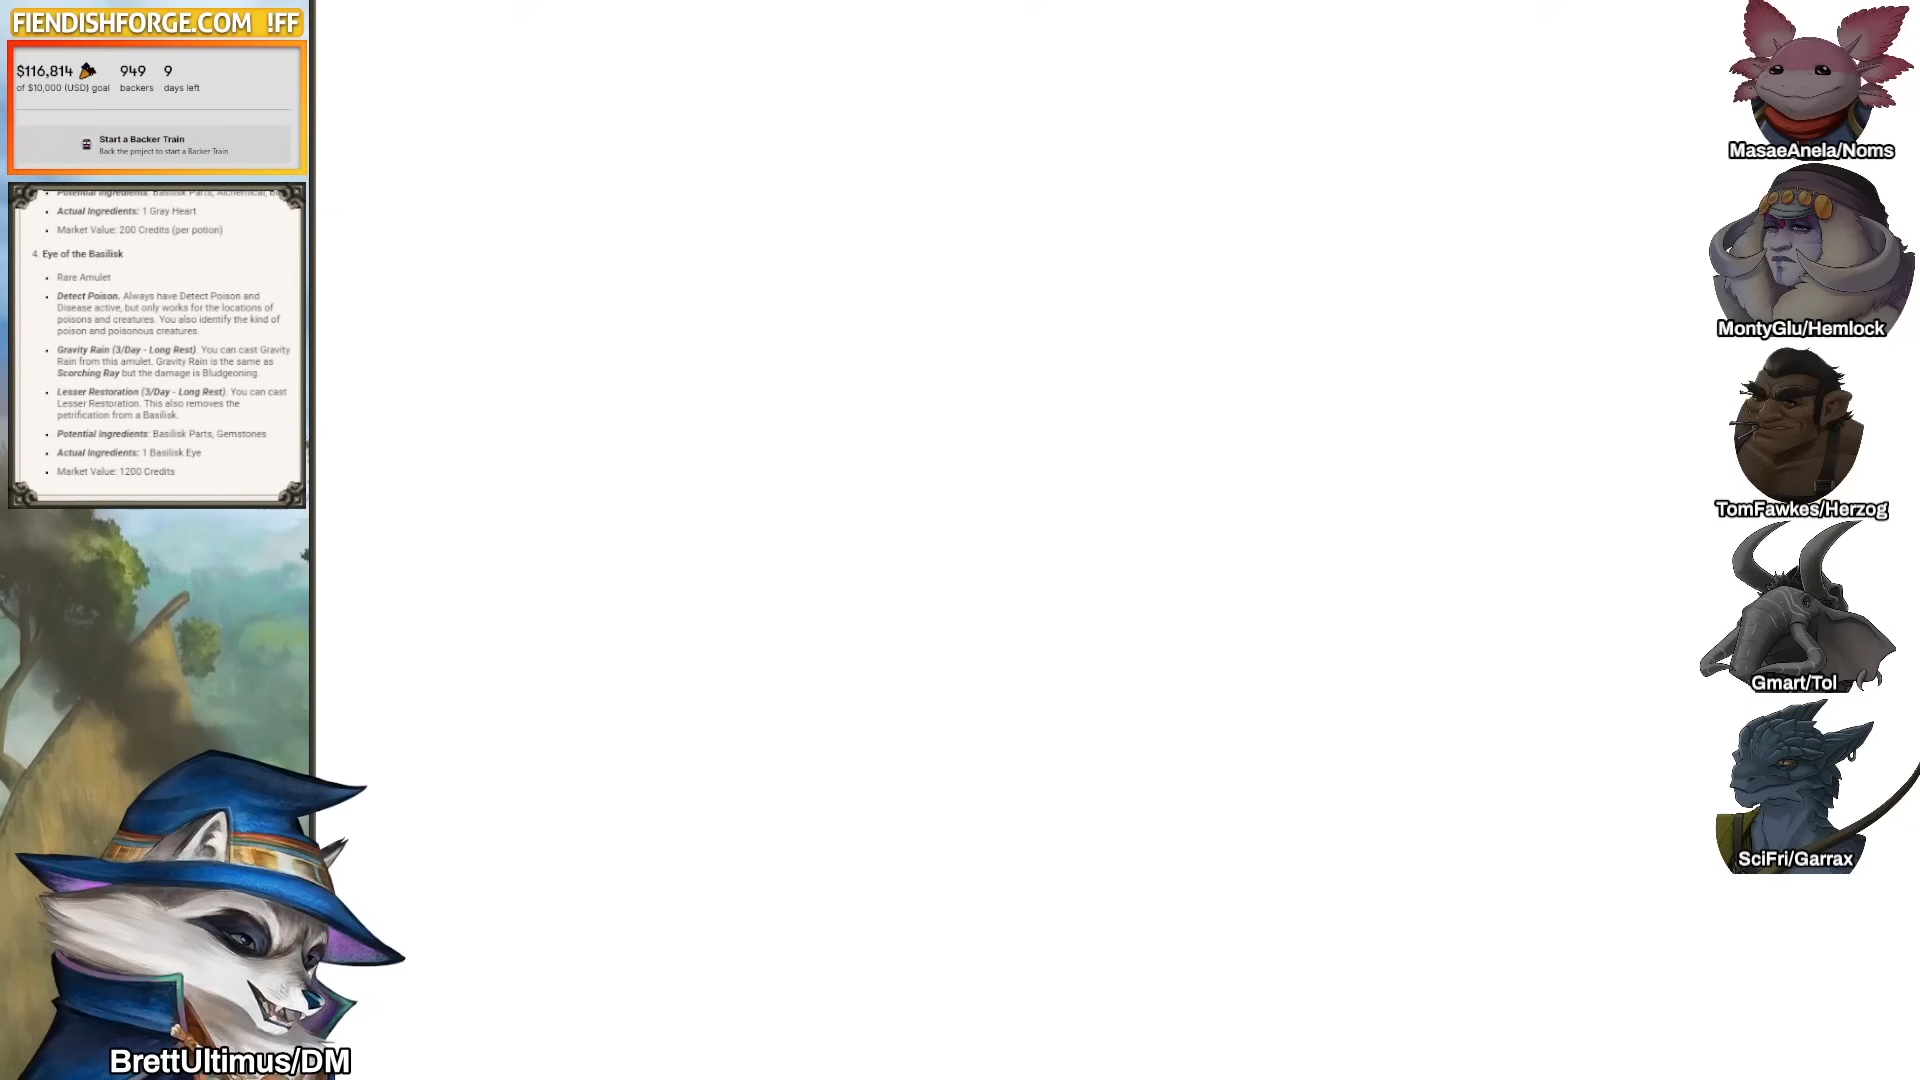 FIENDISHFORGE.COM !FF
$116,814 949 9
of $10,000 (USD) goal backers days left
Start a Backer Train
Back the project to start a Backer Train
Potential Ingredients: Basilisk Parts, Alchemical,
Actual Ingredients: 1 Gray Heart
Market Value: 200 Credits (per potion)
4. Eye of the Basilisk
Rare Amulet
Detect Poison. Always have Detect Poison and
Disease active, but only works for the locations of
poisons and creatures. You also identify the kind of
poison and poisonous creatures.
Gravity Rain (3/Day - Long Rest). You can cast Gravity
Rain from this amulet. Gravity Rain is the same as
Scorching Ray but the damage is Bludgeoning.
Lesser Restoration (3/Day - Long Rest). You can cast
Lesser Restoration. This also removes the
petrification from a Basilisk.
Potential Ingredients: Basilisk Parts, Gemstones
Actual Ingredients: 1 Basilisk Eye
Market Value: 1200 Credits
BrettUltimus/DM
MasaeAnela/Noms
MontyGlu/Hemlock
TomFawkes/Herzog
Gmart/Tol
SciFri/Garrax